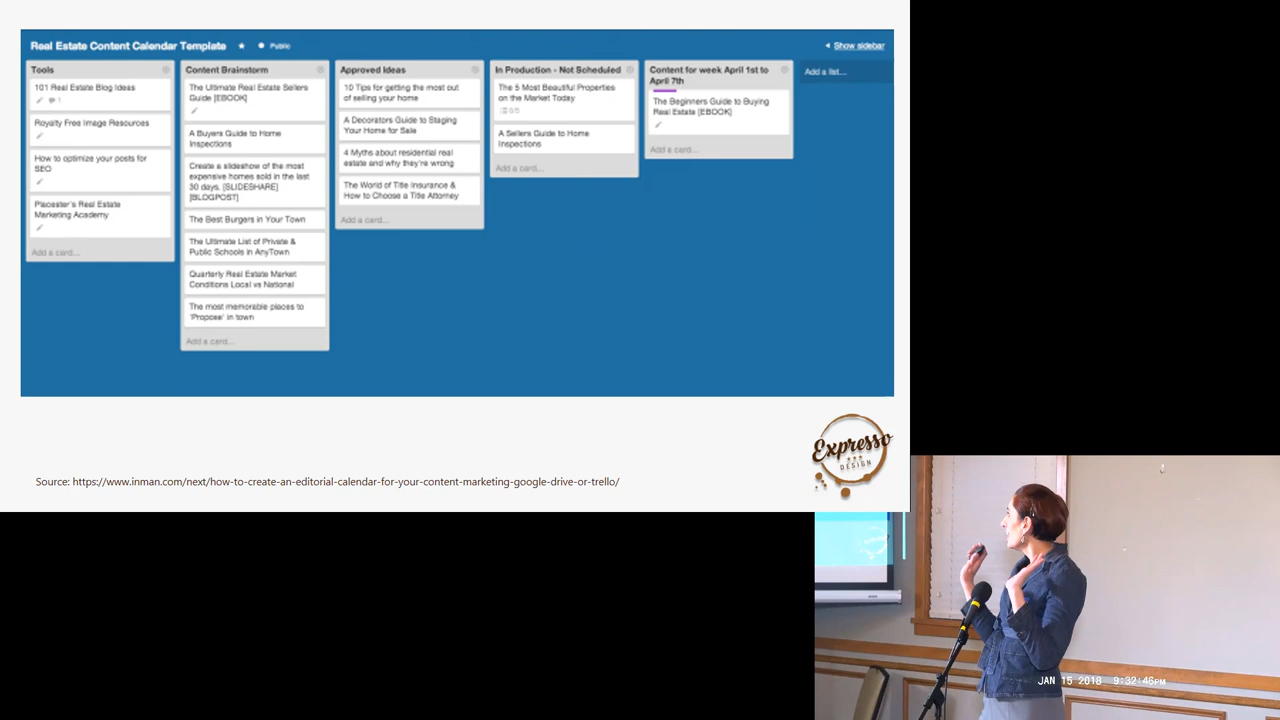 Real Estate Content Calendar Template
Public
Show sidebar
Tools
101 Real Estate Blog Ideas
1
Royalty Free Image Resources
How to optimize your posts for
SEO
Placester's Real Estate
Marketing Academy
Add a card...
Content Brainstorm
The Ultimate Real Estate Sellers
Guide [EBOOK]
A Buyers Guide to Home
Inspections
Create a slideshow of the most
expensive homes sold in the last
30 days. [SLIDESHARE]
[BLOGPOST]
The Best Burgers in Your Town
The Ultimate List of Private &
Public Schools in AnyTown
Quarterly Real Estate Market
Conditions Local vs National
The most memorable places to
'Propose' in town
Add a card...
Approved Ideas
10 Tips for getting the most out
of selling your home
A Decorators Guide to Staging
Your Home for Sale
4 Myths about residential real
estate and why they're wrong
The World of Title Insurance &
How to Choose a Title Attorney
Add a card...
In Production - Not Scheduled
The 5 Most Beautiful Properties
on the Market Today
0/5
A Sellers Guide to Home
Inspections
Add a card...
Content for week April 1st to
April 7th
The Beginners Guide to Buying
Real Estate [EBOOK]
Add a card...
Add a list...
Expresso
DESIGN
Source: https://www.inman.com/next/how-to-create-an-editorial-calendar-for-your-content-marketing-google-drive-or-trello/
JAN 15 2018 9:32:46PM